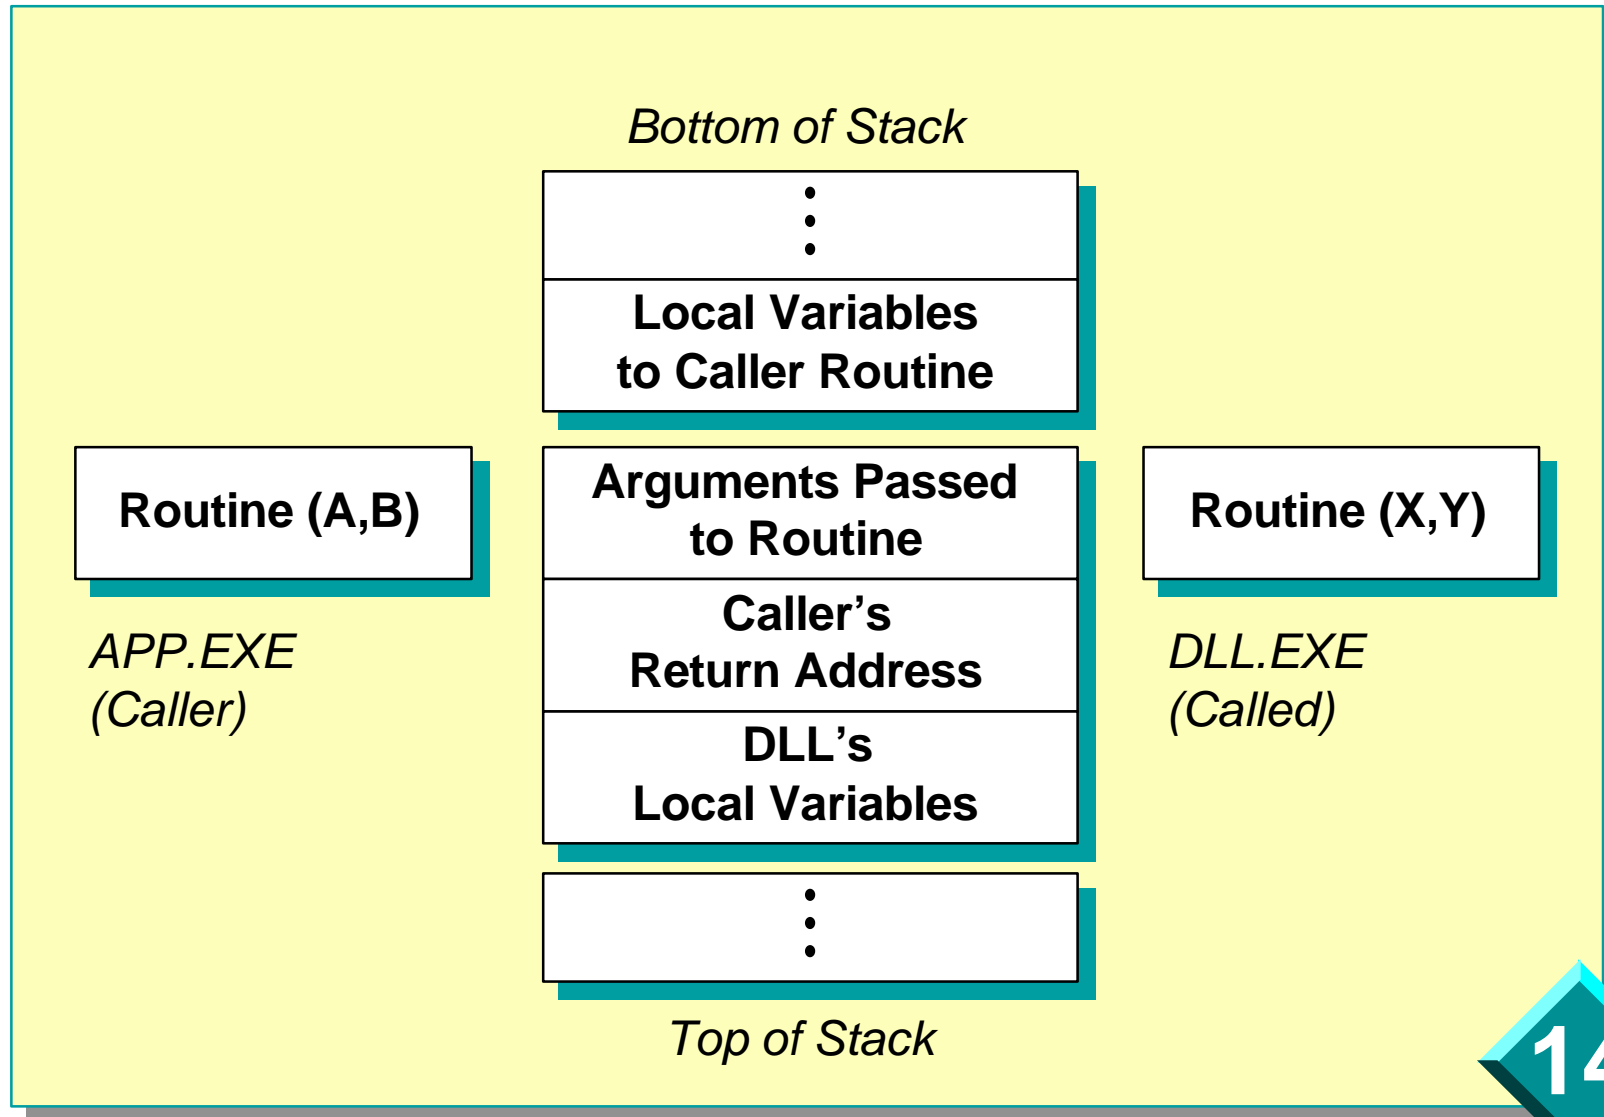 Bottom of Stack
Local Variables
to Caller Routine
Routine (A,B)
Arguments Passed
to Routine
Routine (X,Y)
APP.EXE
(Caller)
Caller’s
Return Address
DLL.EXE
(Called)
DLL’s
Local Variables
Top of Stack
14